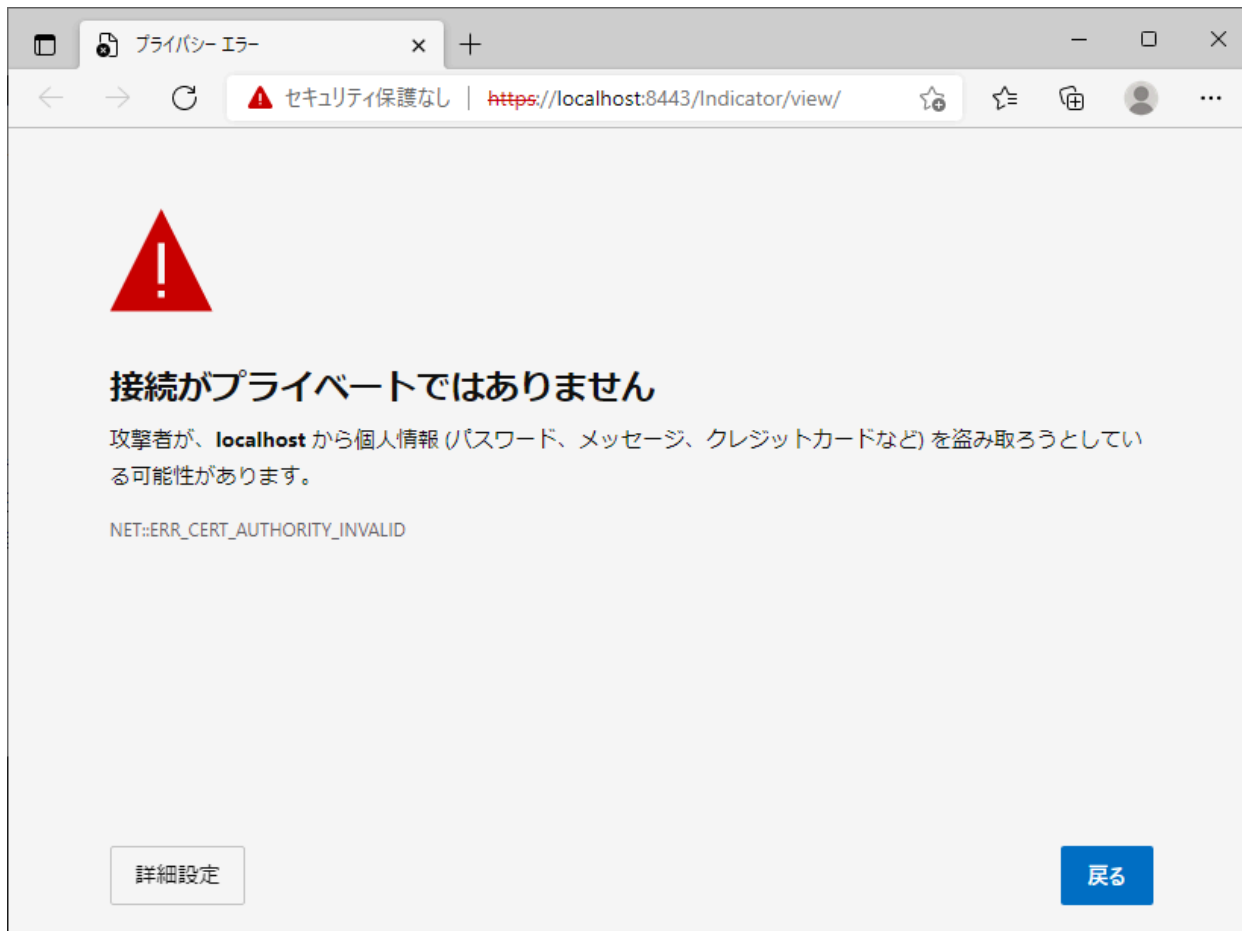 プライバシー エラー
セキュリティ保護なし | https://localhost:8443/Indicator/view/
接続がプライベートではありません
攻撃者が、localhost から個人情報 (パスワード、メッセージ、クレジットカードなど) を盗み取ろうとしてい
る可能性があります。
NET::ERR_CERT_AUTHORITY_INVALID
詳細設定
戻る